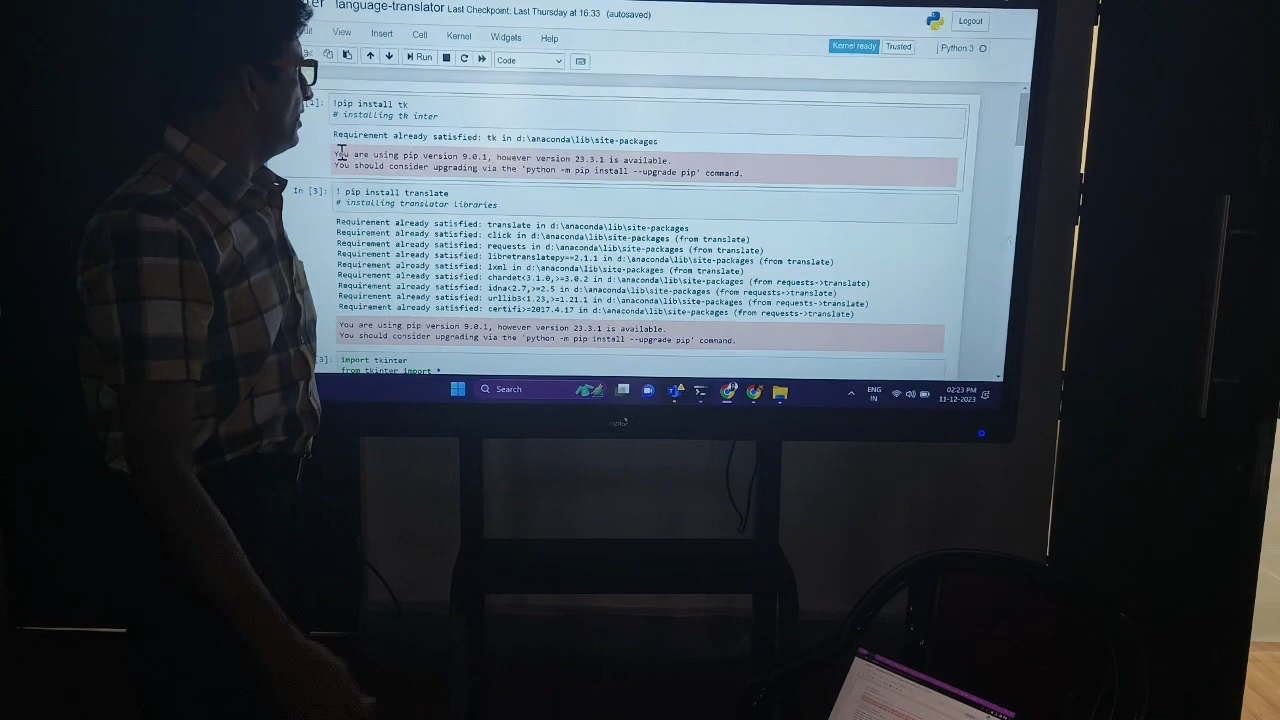 language-translator Last Checkpoint: Last Thursday at 16:33 (autosaved)
Logout
View Insert Cell Kernel Widgets Help
Kernel ready Trusted Python 3
Run Code
[1]: !pip install tk
# installing tk inter
Requirement already satisfied: tk in d:\anaconda\lib\site-packages
You are using pip version 9.0.1, however version 23.3.1 is available.
You should consider upgrading via the 'python -m pip install --upgrade pip' command.
In [3]: ! pip install translate
# installing translator libraries
Requirement already satisfied: translate in d:\anaconda\lib\site-packages
Requirement already satisfied: click in d:\anaconda\lib\site-packages (from translate)
Requirement already satisfied: requests in d:\anaconda\lib\site-packages (from translate)
Requirement already satisfied: libretranslatepy==2.1.1 in d:\anaconda\lib\site-packages (from translate)
Requirement already satisfied: lxml in d:\anaconda\lib\site-packages (from translate)
Requirement already satisfied: chardet<3.1.0,>=3.0.2 in d:\anaconda\lib\site-packages (from requests->translate)
Requirement already satisfied: idna<2.7,>=2.5 in d:\anaconda\lib\site-packages (from requests->translate)
Requirement already satisfied: urllib3<1.23,>=1.21.1 in d:\anaconda\lib\site-packages (from requests->translate)
Requirement already satisfied: certifi>=2017.4.17 in d:\anaconda\lib\site-packages (from requests->translate)
You are using pip version 9.0.1, however version 23.3.1 is available.
You should consider upgrading via the 'python -m pip install --upgrade pip' command.
[3]: import tkinter
from tkinter import *
Search
ENG
IN
02:23 PM
11-12-2023